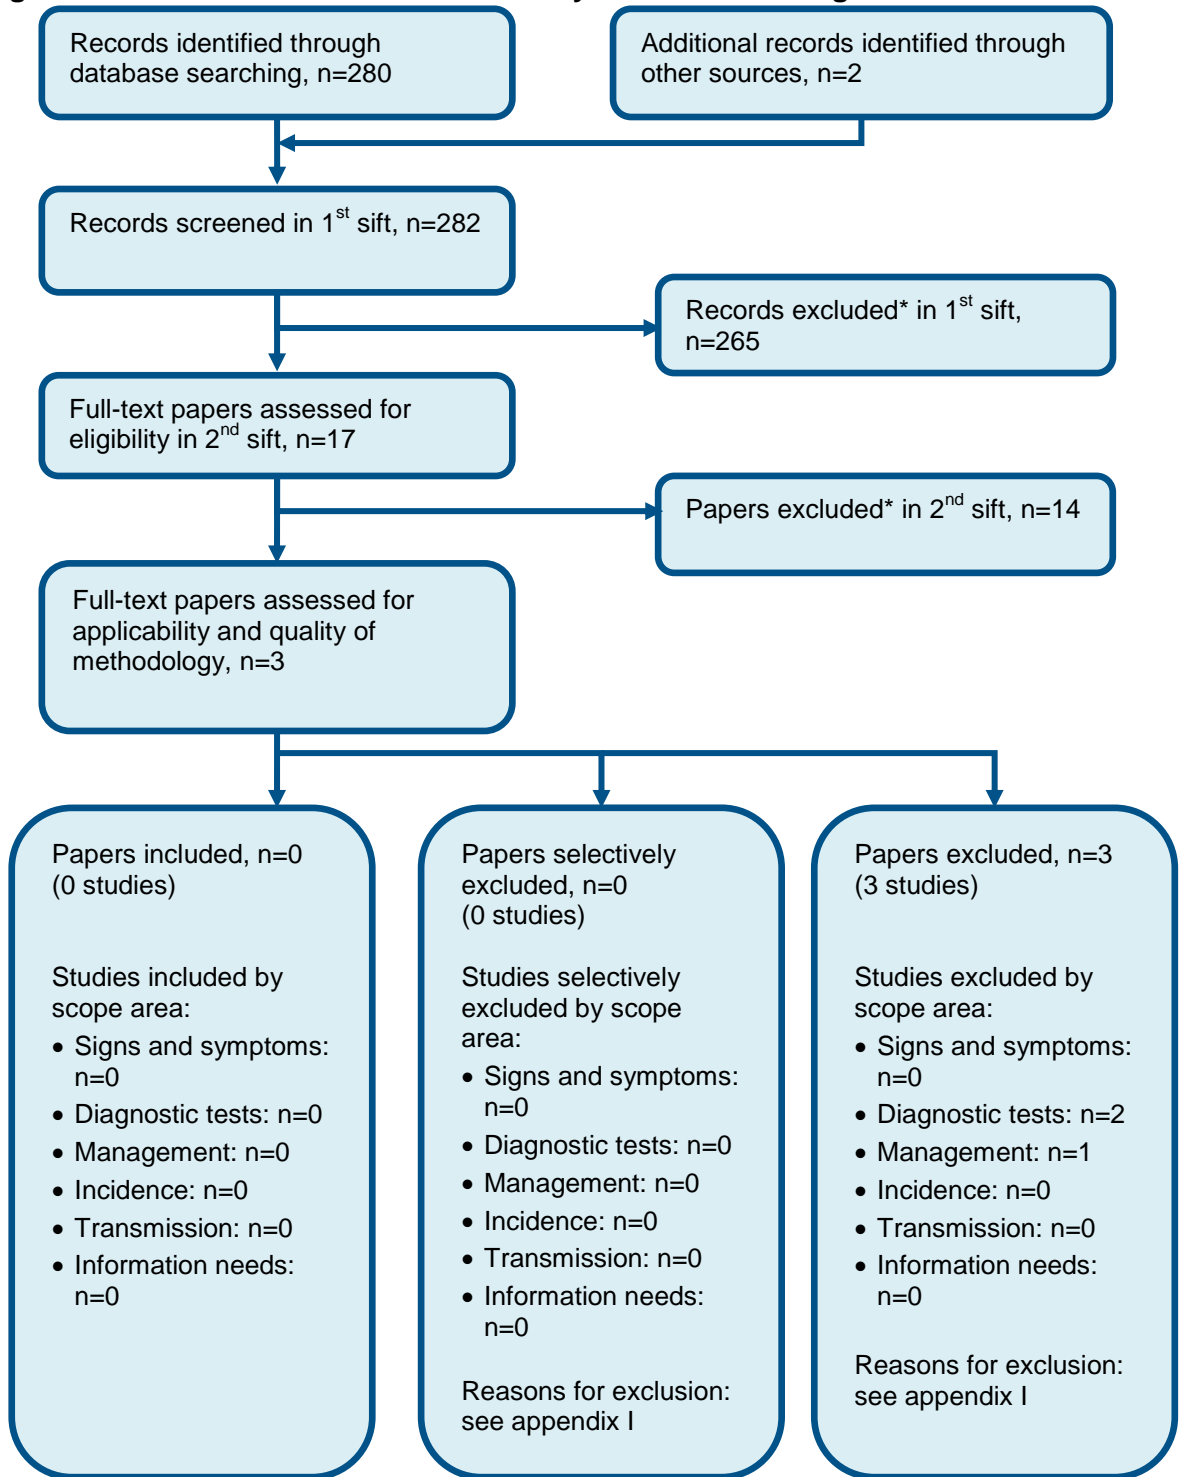 Records identified through
database searching, n=280
Additional records identified through
other sources, n=2
Records screened in 1st sift, n=282
Records excluded* in 1st sift,
n=265
Full-text papers assessed for
eligibility in 2nd sift, n=17
Papers excluded* in 2nd sift, n=14
Full-text papers assessed for
applicability and quality of
methodology, n=3
Papers included, n=0
(0 studies)
Studies included by
scope area:
• Signs and symptoms:
n=0
• Diagnostic tests: n=0
• Management: n=0
• Incidence: n=0
• Transmission: n=0
• Information needs:
n=0
Papers selectively
excluded, n=0
(0 studies)
Studies selectively
excluded by scope
area:
• Signs and symptoms:
n=0
• Diagnostic tests: n=0
• Management: n=0
• Incidence: n=0
• Transmission: n=0
• Information needs:
n=0
Reasons for exclusion:
see appendix I
Papers excluded, n=3
(3 studies)
Studies excluded by
scope area:
• Signs and symptoms:
n=0
• Diagnostic tests: n=2
• Management: n=1
• Incidence: n=0
• Transmission: n=0
• Information needs:
n=0
Reasons for exclusion:
see appendix I